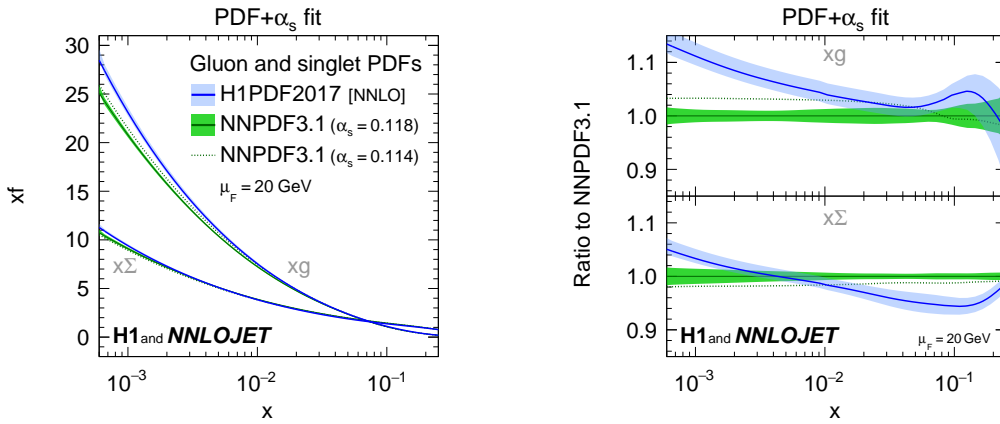 PDF+αₛ fit
30
25
20
15
10
5
0
xf
Gluon and singlet PDFs
H1PDF2017 [NNLO]
NNPDF3.1 (αₛ = 0.118)
NNPDF3.1 (αₛ = 0.114)
μ_F = 20 GeV
xΣ
xg
H1 and NNLOJET
10⁻³ 10⁻² 10⁻¹
x
PDF+αₛ fit
Ratio to NNPDF3.1
xg
1.1
1.0
0.9
xΣ
1.1
1.0
0.9
H1 and NNLOJET
μ_F = 20 GeV
10⁻³ 10⁻² 10⁻¹
x